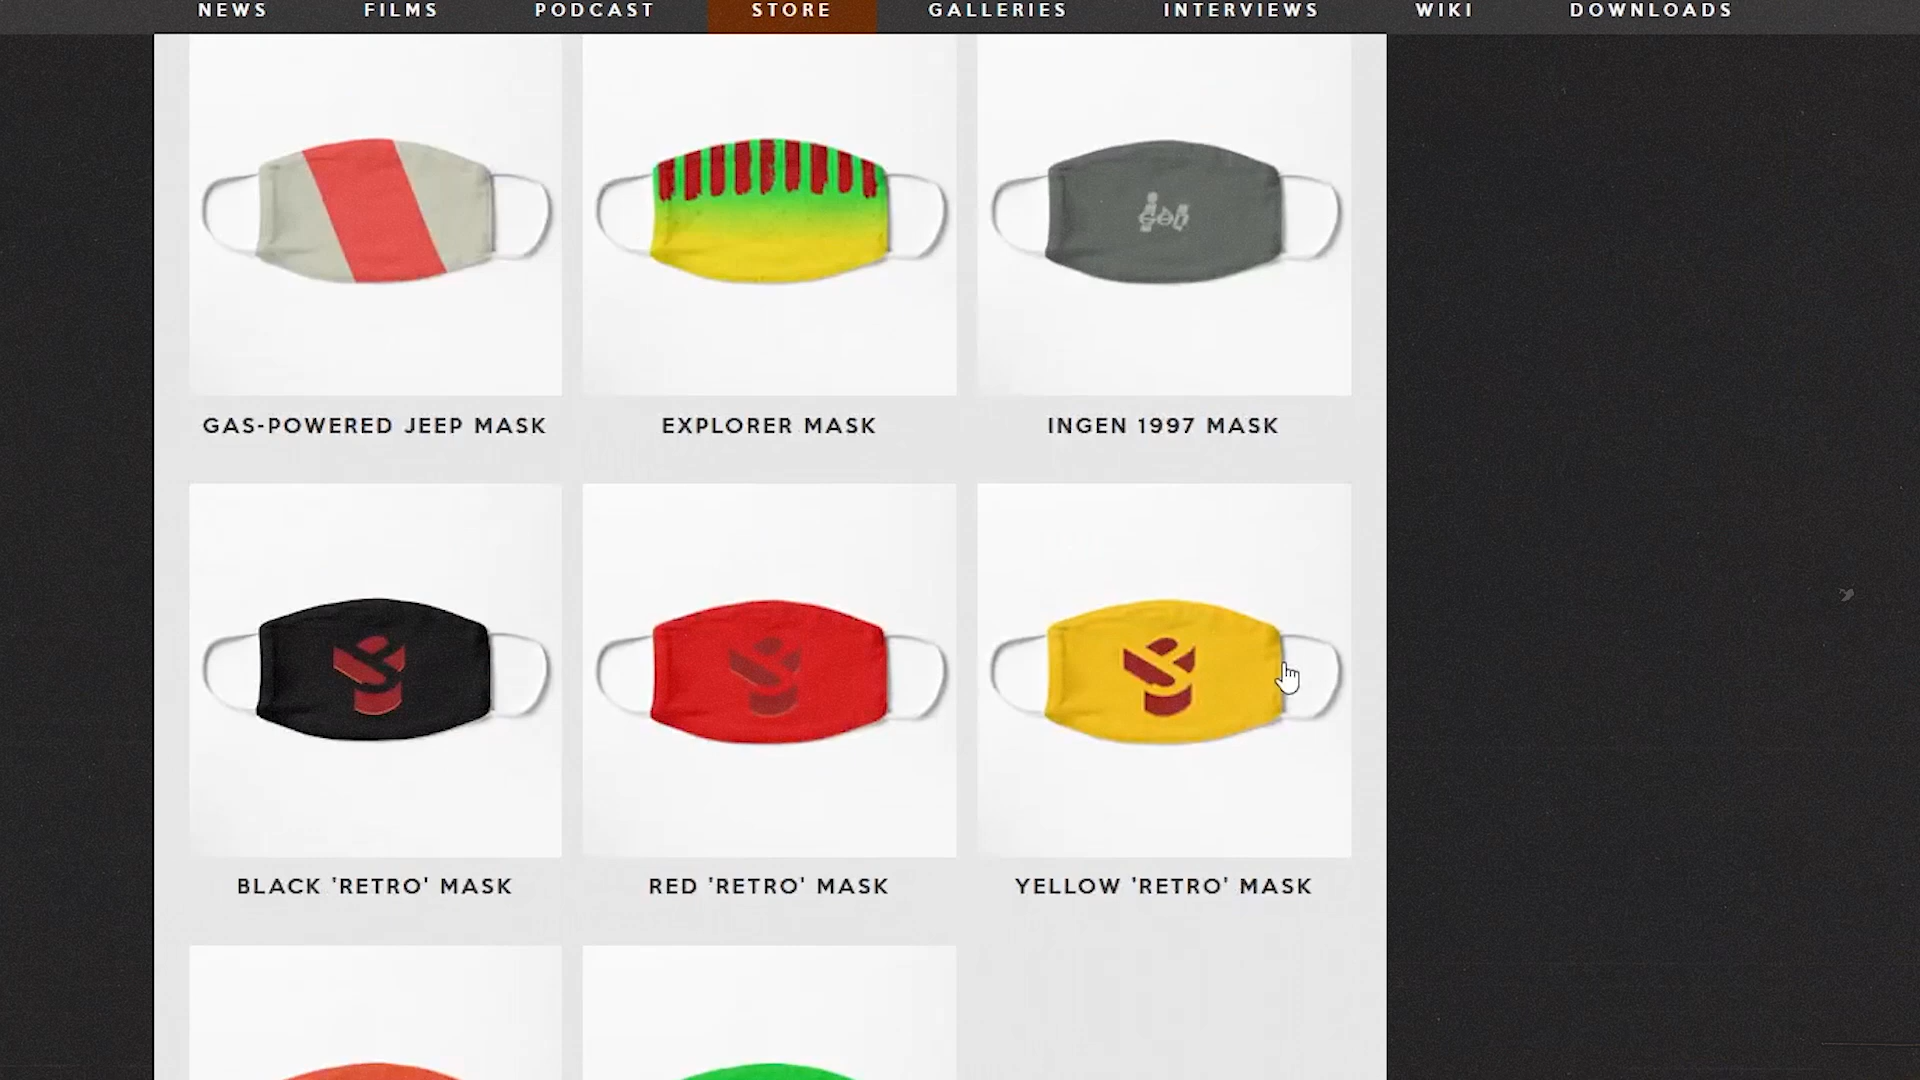 NEWS FILMS PODCAST STORE GALLERIES INTERVIEWS WIKI DOWNLOADS
GAS-POWERED JEEP MASK EXPLORER MASK INGEN 1997 MASK
BLACK 'RETRO' MASK RED 'RETRO' MASK YELLOW 'RETRO' MASK